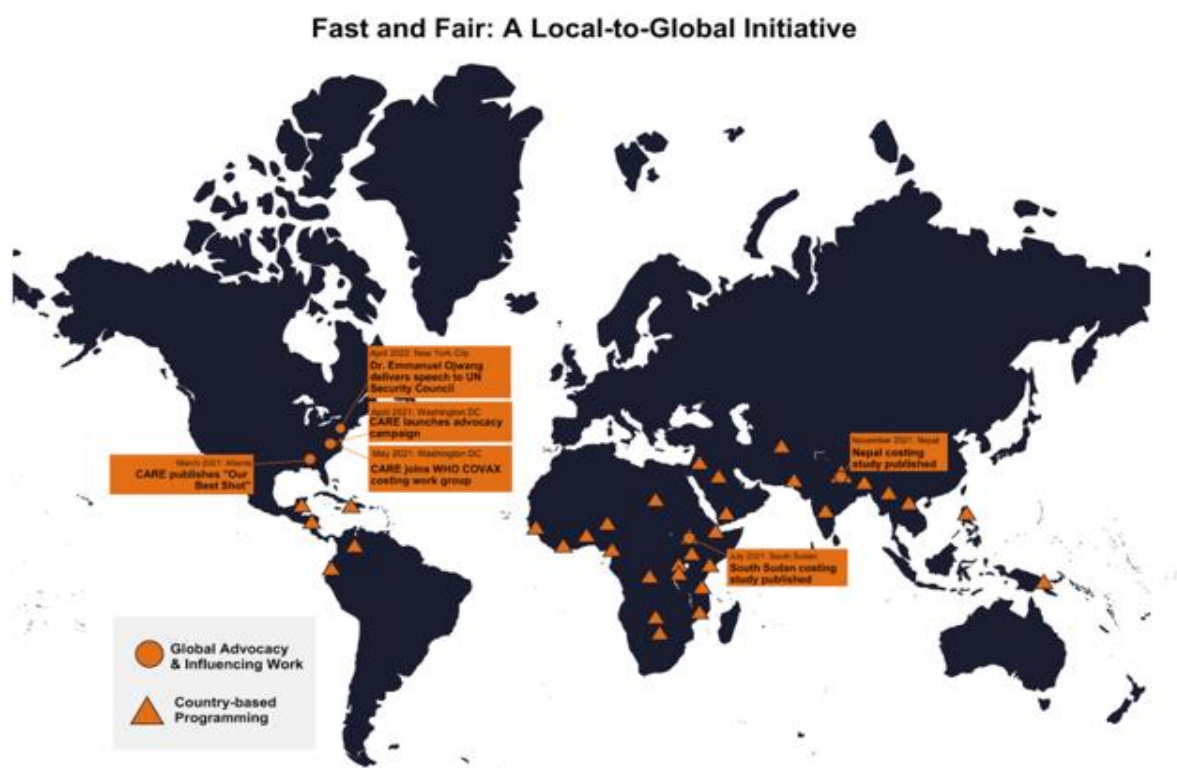 Fast and Fair: A Local-to-Global Initiative
April 2022: New York City
Dr. Emmanuel Ojwang
delivers speech to UN
Security Council
April 2021: Washington DC
CARE launches advocacy
campaign
May 2021: Washington DC
CARE joins WHO COVAX
costing work group
March 2021: Atlanta
CARE publishes "Our
Best Shot"
November 2021: Nepal
Nepal costing
study published
July 2021: South Sudan
South Sudan costing
study published
Global Advocacy
& Influencing Work
Country-based
Programming